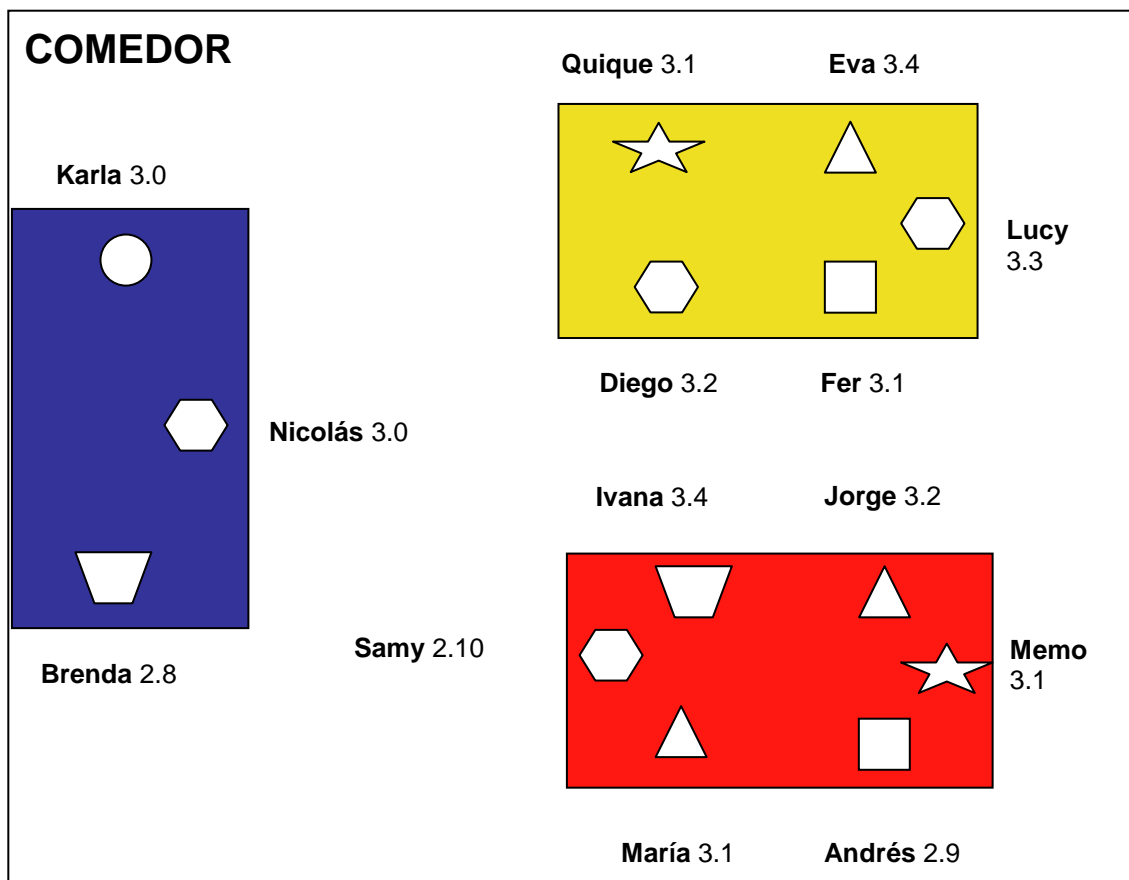 COMEDOR
Quique 3.1
Eva 3.4
Karla 3.0
Lucy
3.3
Diego 3.2
Fer 3.1
Nicolás 3.0
Ivana 3.4
Jorge 3.2
Samy 2.10
Memo
3.1
Brenda 2.8
María 3.1
Andrés 2.9